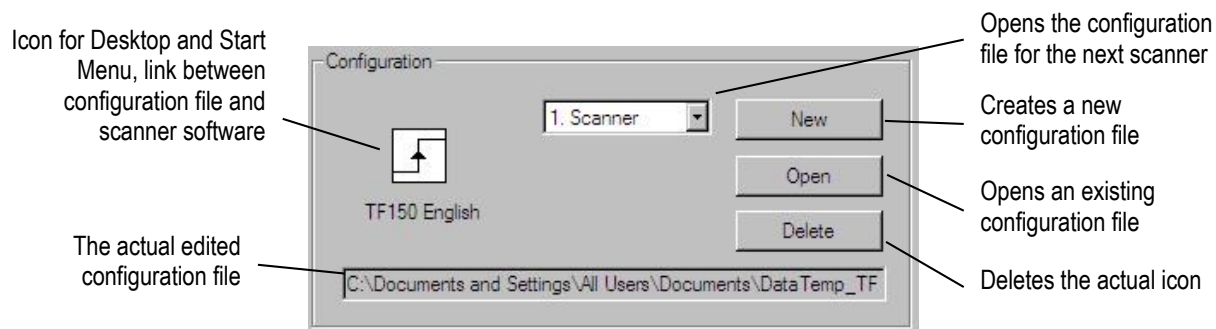 Icon for Desktop and Start
Menu, link between
configuration file and
scanner software
The actual edited
configuration file
Configuration
1. Scanner
TF150 English
New
Open
Delete
C:\Documents and Settings\All Users\Documents\DataTemp_TF
Opens the configuration
file for the next scanner
Creates a new
configuration file
Opens an existing
configuration file
Deletes the actual icon